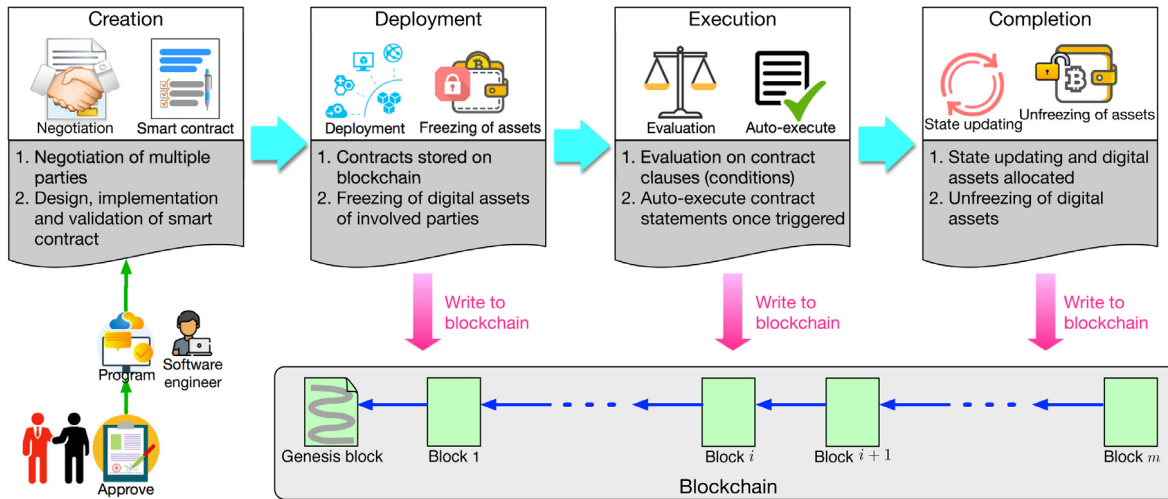 Creation
Negotiation
Smart contract
1. Negotiation of multiple
parties
2. Design, implementation
and validation of smart
contract
Deployment
Deployment
Freezing of assets
1. Contracts stored on
blockchain
2. Freezing of digital assets
of involved parties
Execution
Evaluation
Auto-execute
1. Evaluation on contract
clauses (conditions)
2. Auto-execute contract
statements once triggered
Completion
State updating
Unfreezing of assets
1. State updating and digital
assets allocated
2. Unfreezing of digital
assets
Write to
blockchain
Write to
blockchain
Write to
blockchain
Program
Software
engineer
Approve
Genesis block
Block 1
Block i
Block i + 1
Block m
Blockchain